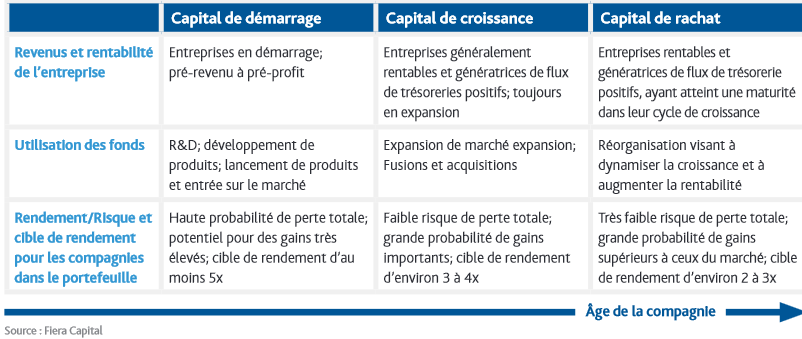 Capital de démarrage
Capital de croissance
Capital de rachat
Revenus et rentabilité
de l'entreprise
Entreprises en démarrage;
pré-revenu à pré-profit
Entreprises généralement
rentables et génératrices de flux
de trésoreries positifs; toujours
en expansion
Entreprises rentables et
génératrices de flux de trésorerie
positifs, ayant atteint une maturité
dans leur cycle de croissance
Utilisation des fonds
R&D; développement de
produits; lancement de produits
et entrée sur le marché
Expansion de marché expansion;
Fusions et acquisitions
Réorganisation visant à
dynamiser la croissance et à
augmenter la rentabilité
Rendement/Risque et
cible de rendement
pour les compagnies
dans le portefeuille
Haute probabilité de perte totale;
potentiel pour des gains très
élevés; cible de rendement d'au
moins 5x
Faible risque de perte totale;
grande probabilité de gains
importants; cible de rendement
d'environ 3 à 4x
Très faible risque de perte totale;
grande probabilité de gains
supérieurs à ceux du marché; cible
de rendement d'environ 2 à 3x
Âge de la compagnie
Source : Fiera Capital